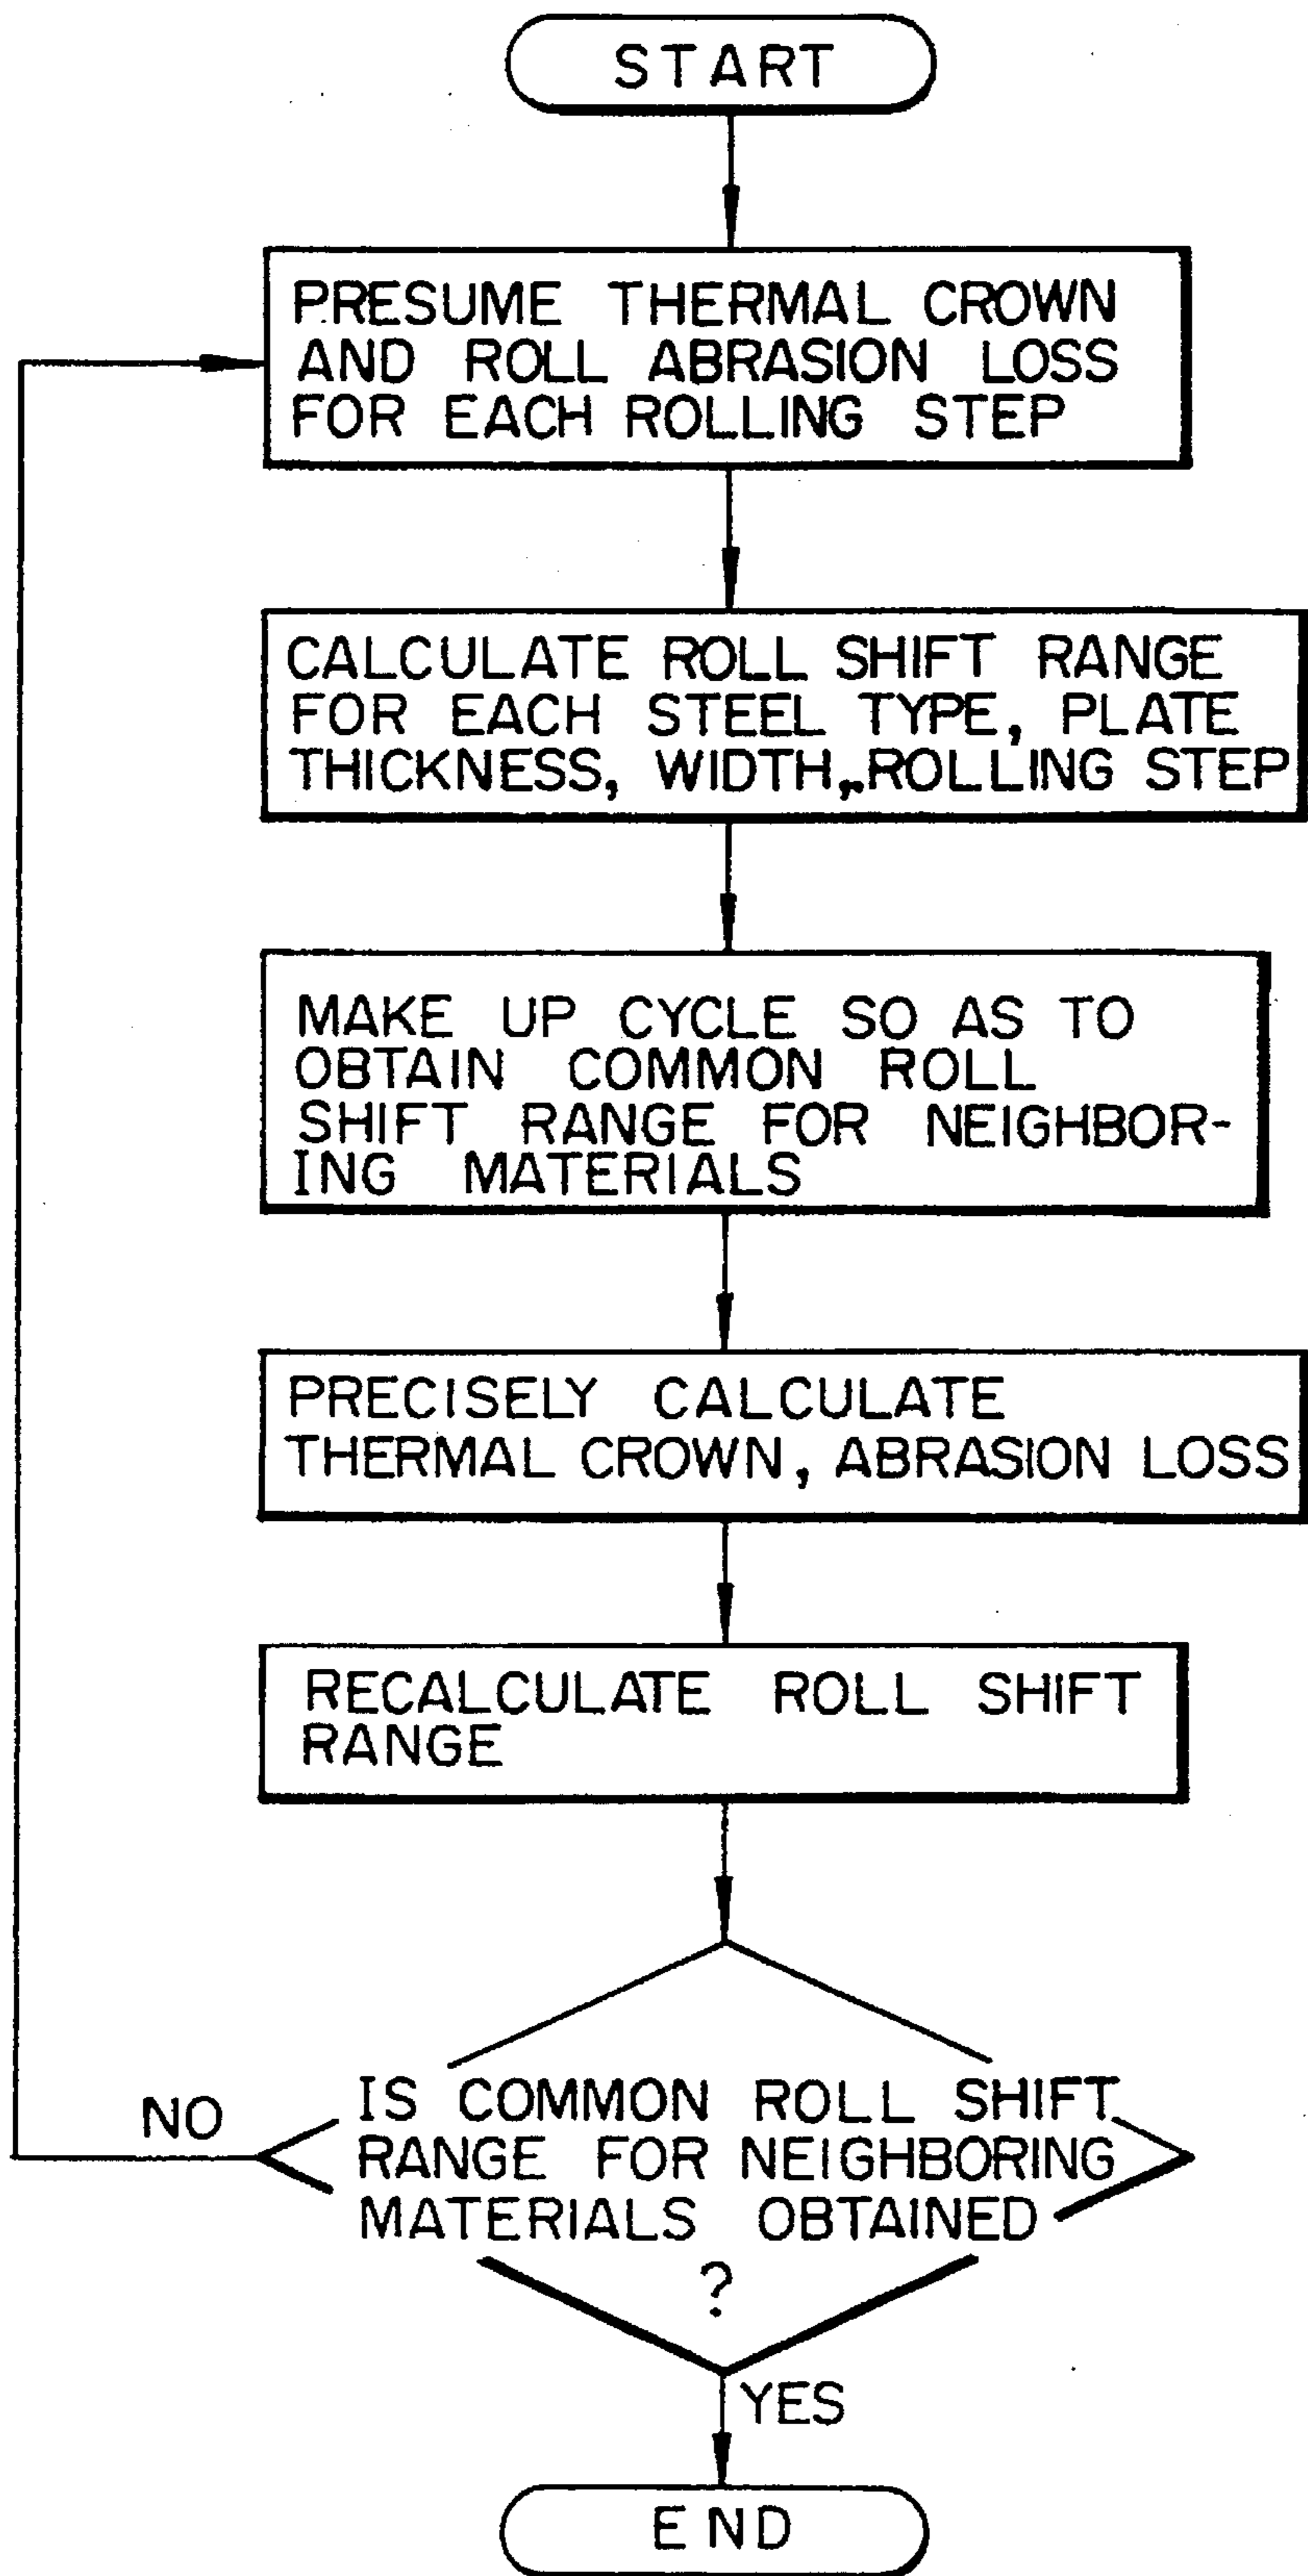 START
PRESUME THERMAL CROWN
AND ROLL ABRASION LOSS
FOR EACH ROLLING STEP
CALCULATE ROLL SHIFT RANGE
FOR EACH STEEL TYPE, PLATE
THICKNESS, WIDTH, ROLLING STEP
MAKE UP CYCLE SO AS TO
OBTAIN COMMON ROLL
SHIFT RANGE FOR NEIGHBOR-
ING MATERIALS
PRECISELY CALCULATE
THERMAL CROWN, ABRASION LOSS
RECALCULATE ROLL SHIFT
RANGE
NO
IS COMMON ROLL SHIFT
RANGE FOR NEIGHBORING
MATERIALS OBTAINED
?
YES
END